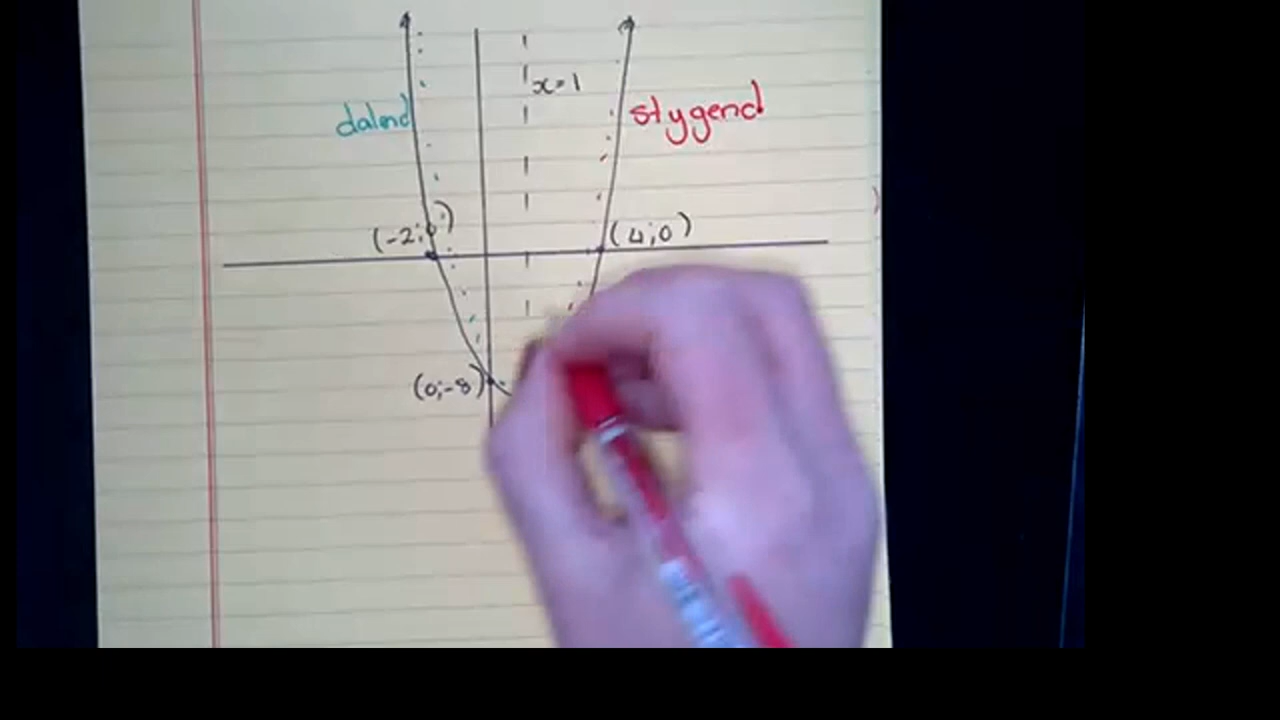 x=1
dalend
stygend
(-2;0)
(4;0)
(0;-8)